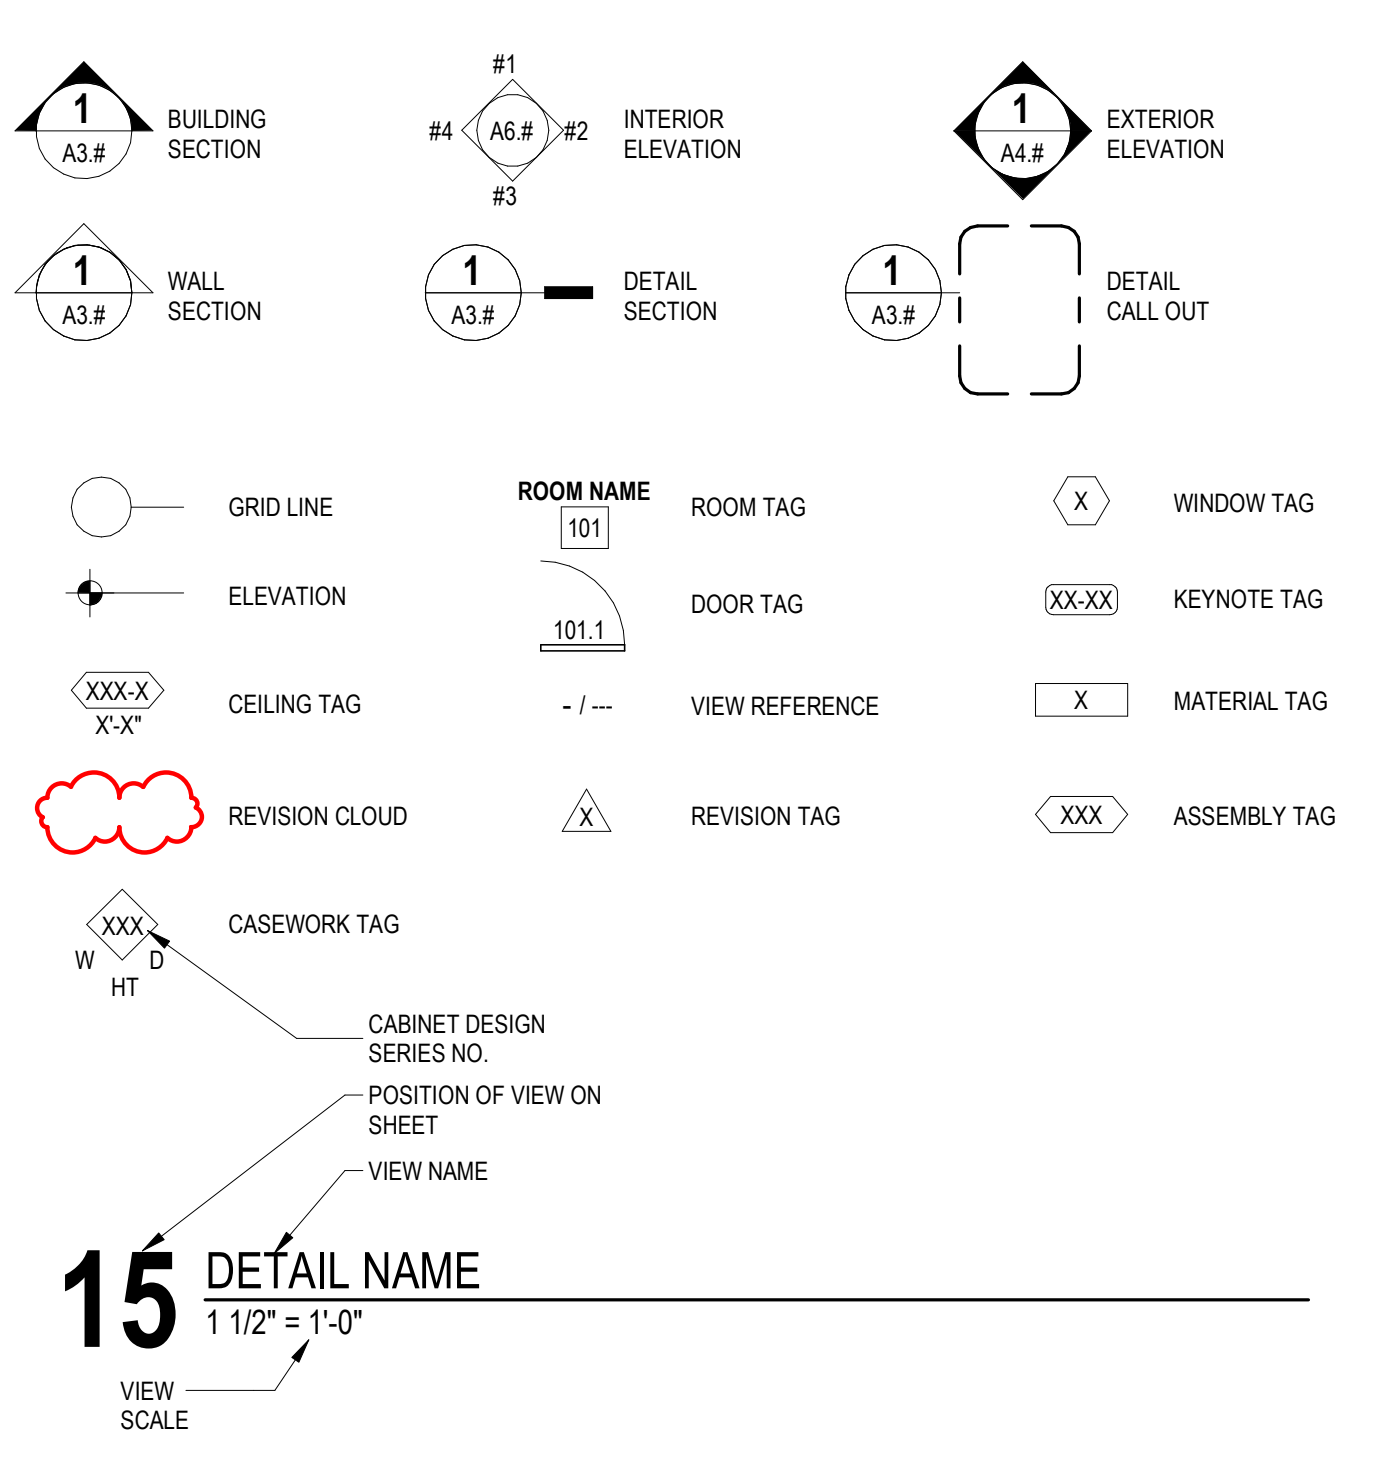 1
A3.#
BUILDING
SECTION
#1
#4
A6.#
#2
#3
INTERIOR
ELEVATION
1
A4.#
EXTERIOR
ELEVATION
1
A3.#
WALL
SECTION
1
A3.#
DETAIL
SECTION
1
A3.#
DETAIL
CALL OUT
GRID LINE
ROOM NAME
101
ROOM TAG
X
WINDOW TAG
ELEVATION
101.1
DOOR TAG
XX-XX
KEYNOTE TAG
XXX-X
X'-X"
CEILING TAG
- / ---
VIEW REFERENCE
X
MATERIAL TAG
REVISION CLOUD
X
REVISION TAG
XXX
ASSEMBLY TAG
XXX
W
D
HT
CASEWORK TAG
CABINET DESIGN
SERIES NO.
POSITION OF VIEW ON
SHEET
VIEW NAME
15
DETAIL NAME
1 1/2" = 1'-0"
VIEW
SCALE